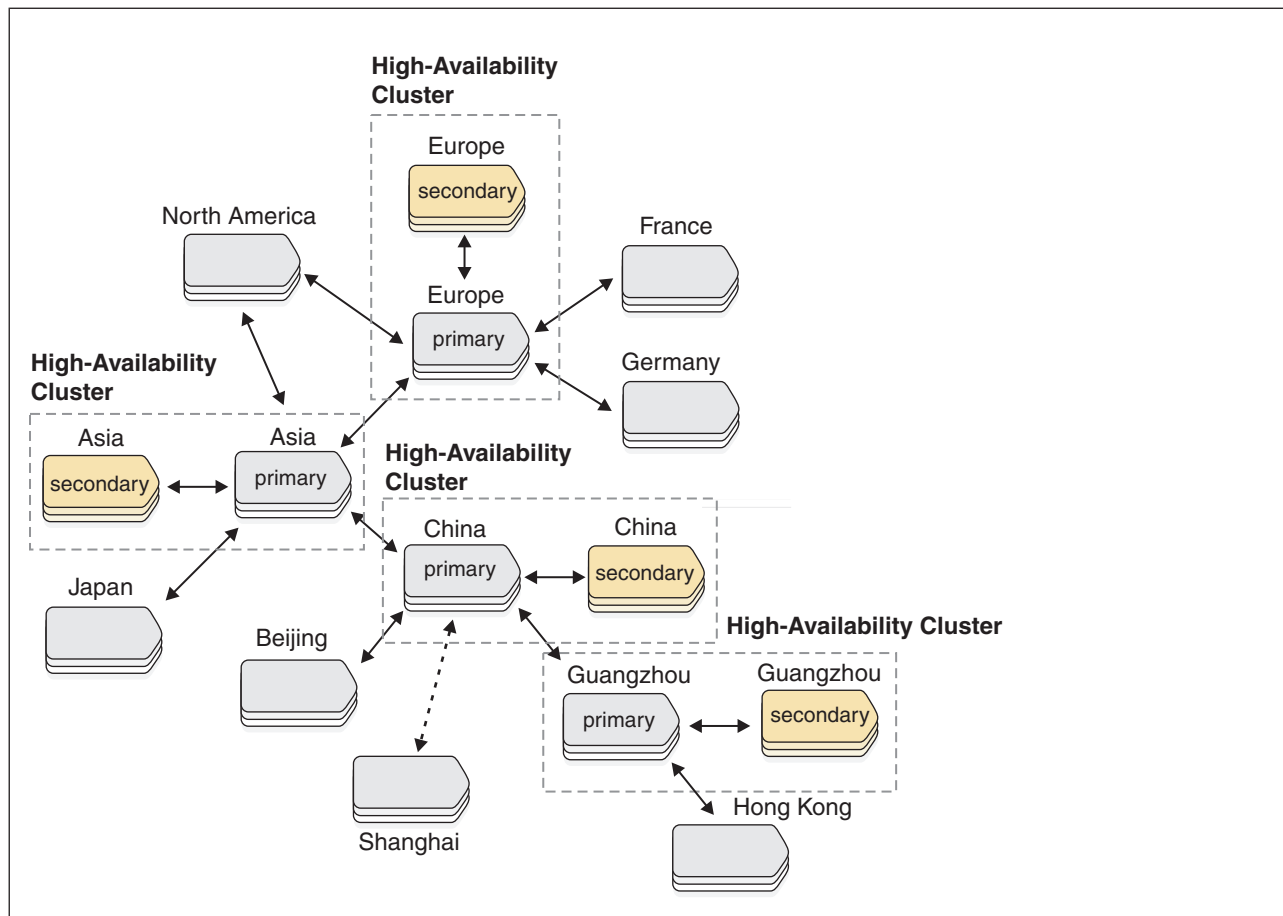 High-Availability
Cluster
Europe
secondary
North America
France
Europe
primary
Germany
High-Availability
Cluster
Asia
Asia
secondary
primary
High-Availability
Cluster
China
China
primary
secondary
Japan
Beijing
High-Availability Cluster
Guangzhou
Guangzhou
primary
secondary
Shanghai
Hong Kong